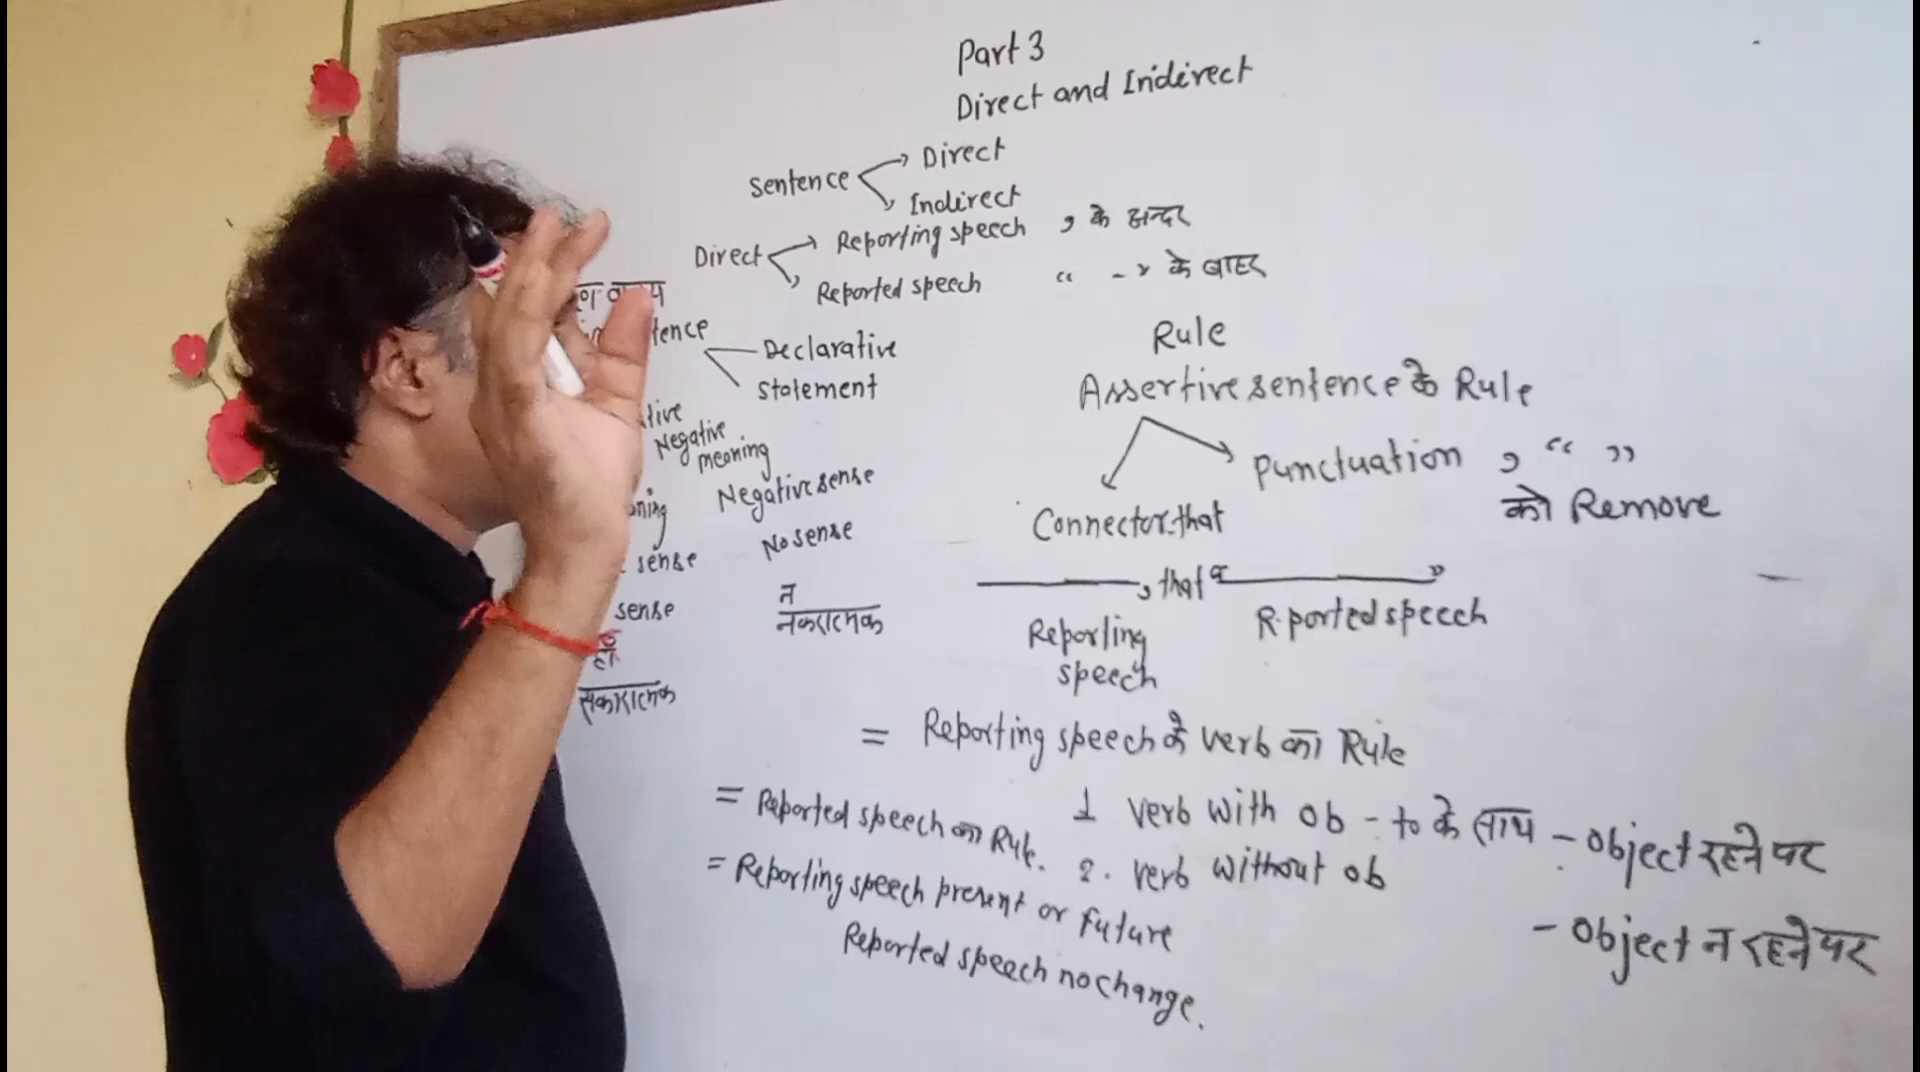 Part 3
Direct and Indirect
Sentence
Direct
Indirect
Direct
Reporting speech , के अन्दर
Reported speech “ - ” के बाहर
tence
Declarative
Statement
tive
Negative
meaning
Negative sense
No sense
ning
sense
sense
हाँ
सकारात्मक
न
नकारात्मक
Rule
Assertive sentence के Rule
Punctuation , “ ”
को Remove
Connector.that
, that “ ”
Reporting
speech
R.ported speech
= Reporting speech के verb का Rule
1 verb with ob - to के साथ - object रहने पर
2. verb without ob
- object न रहने पर
= Reported speech का Rule.
= Reporting speech present or future
Reported speech no change.